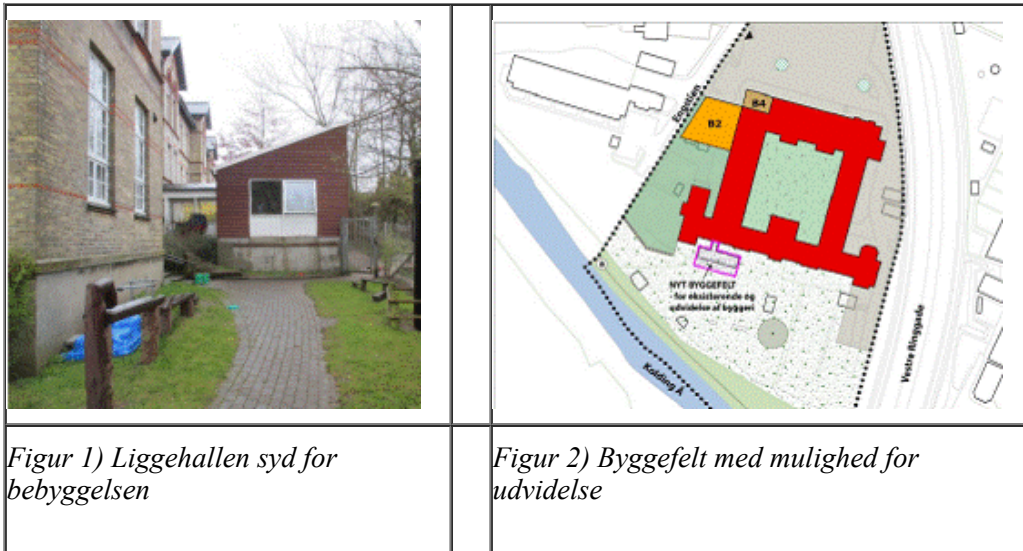 Engstien
B4
B2
NYT BYGGEFELT
- for eksisterende og
udvidelse af byggeri
Kolding Å
Vestre Ringgade
Figur 1) Liggehallen syd for
bebyggelsen
Figur 2) Byggefelt med mulighed for
udvidelse